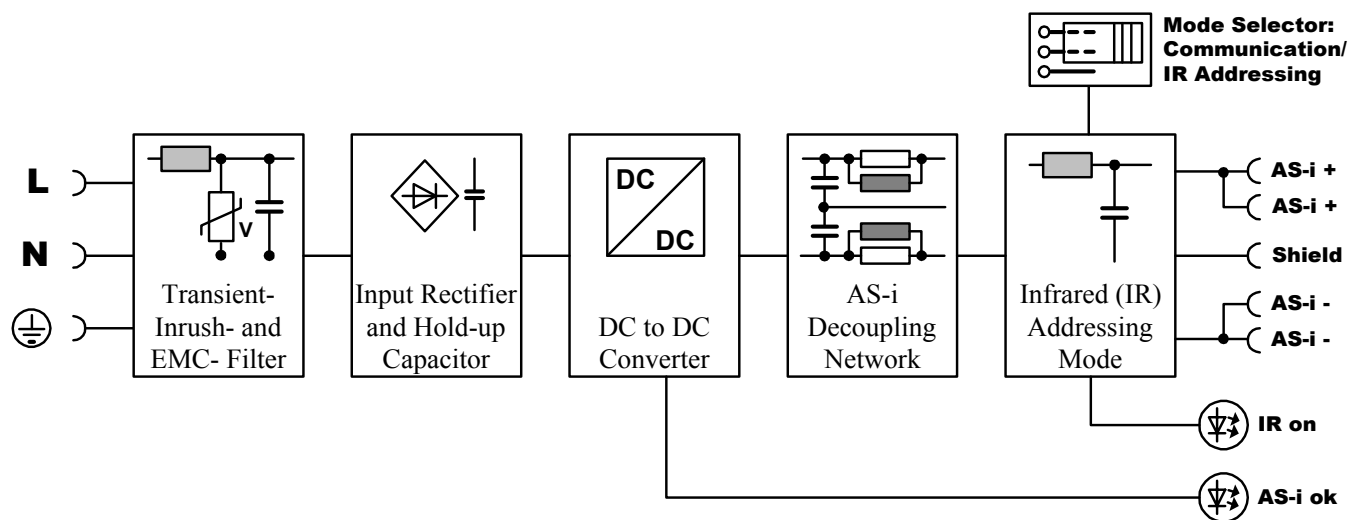 Mode Selector:
Communication/
IR Addressing
L
N
V
Transient-
Inrush- and
EMC- Filter
Input Rectifier
and Hold-up
Capacitor
DC
DC
DC to DC
Converter
AS-i
Decoupling
Network
Infrared (IR)
Addressing
Mode
AS-i +
AS-i +
Shield
AS-i -
AS-i -
IR on
AS-i ok